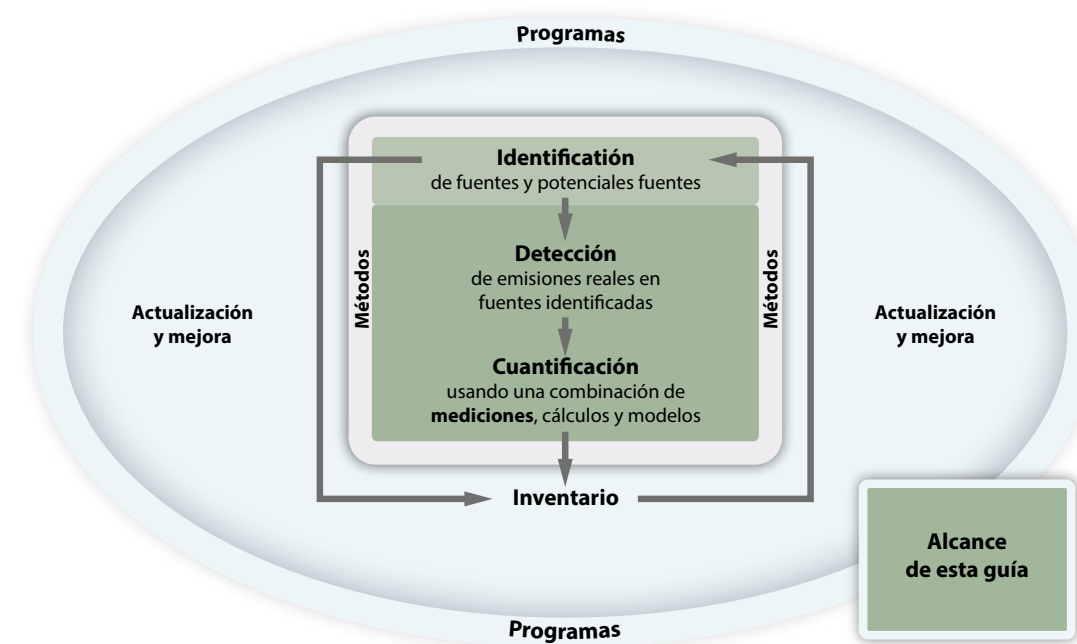 Programas
Identificatión
de fuentes y potenciales fuentes
Detección
de emisiones reales en
fuentes identificadas
Cuantificación
usando una combinación de
mediciones, cálculos y modelos
Métodos
Métodos
Actualización
y mejora
Actualización
y mejora
Inventario
Alcance
de esta guía
Programas